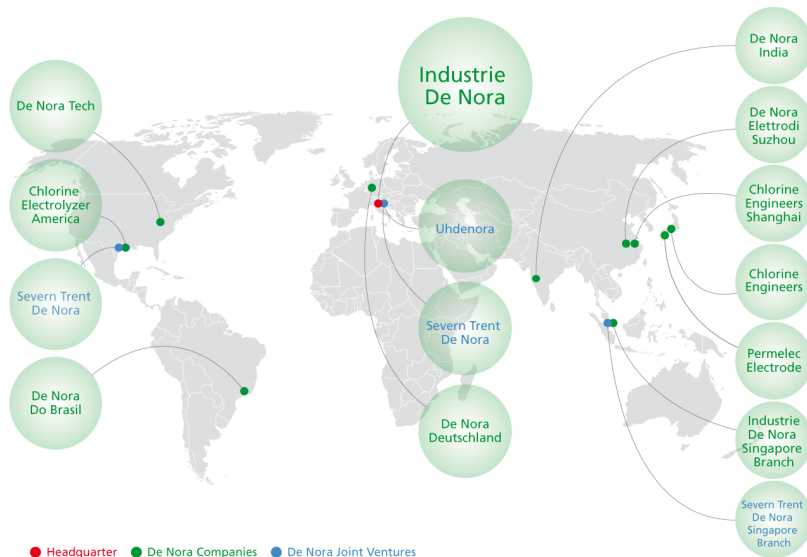 De Nora Tech
Chlorine
Electrolyzer
America
Severn Trent
De Nora
De Nora
Do Brasil
Industrie
De Nora
Uhdenora
Severn Trent
De Nora
De Nora
Deutschland
De Nora
India
De Nora
Elettrodi
Suzhou
Chlorine
Engineers
Shanghai
Chlorine
Engineers
Permelec
Electrode
Industrie
De Nora
Singapore
Branch
Severn Trent
De Nora
Singapore
Branch
Headquarter
De Nora Companies
De Nora Joint Ventures